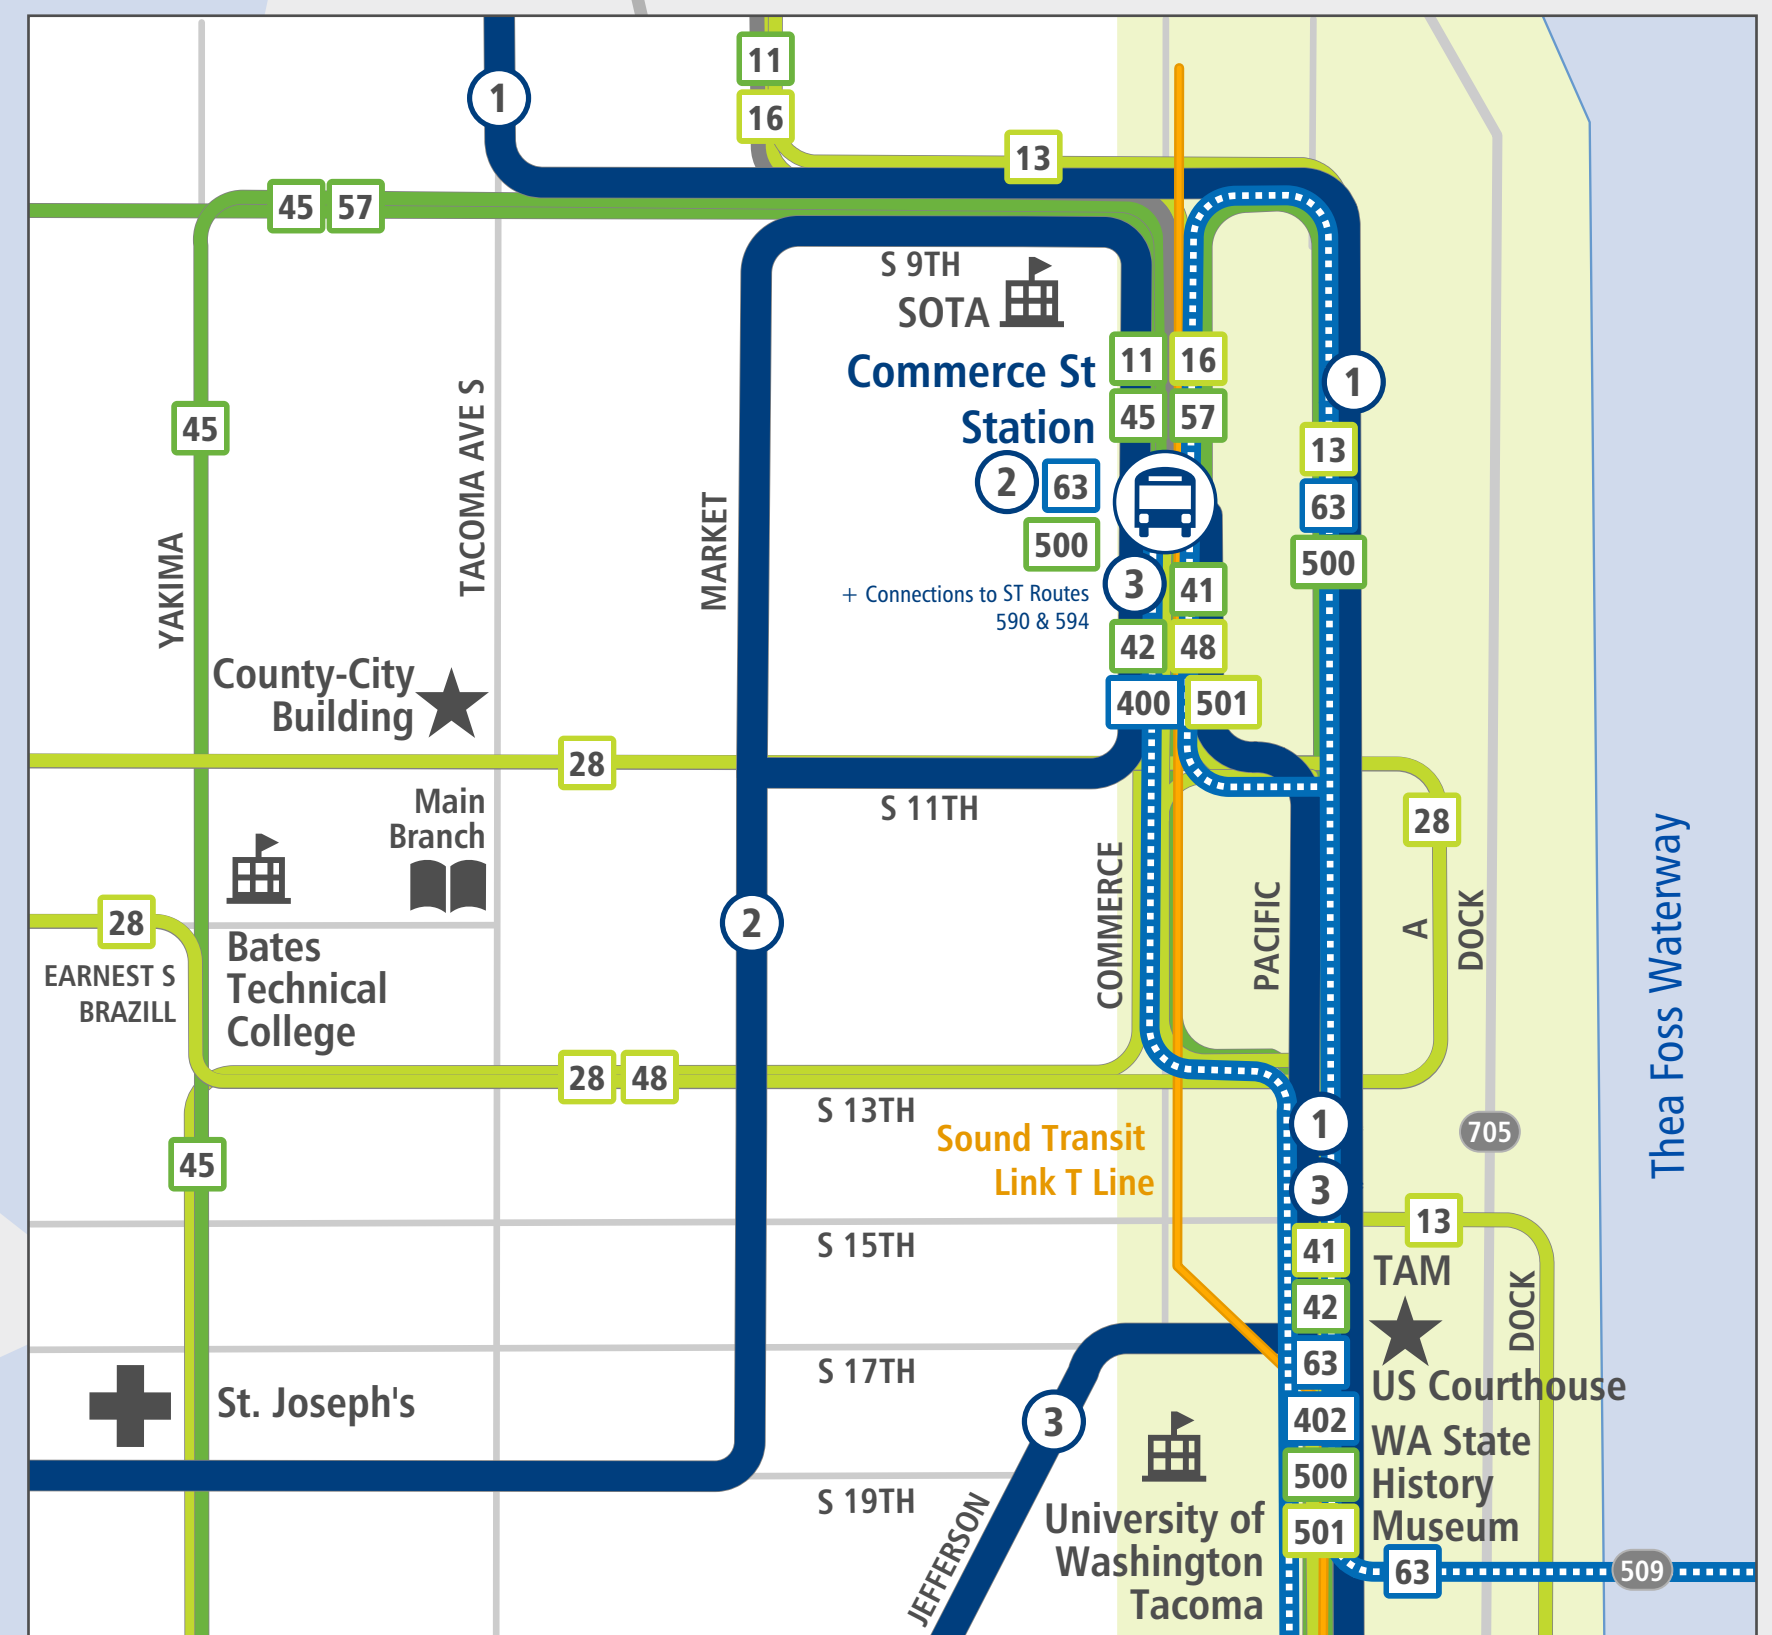 11
1
16
13
45 57
S 9TH
SOTA
Commerce St
Station
11 16
45 57
2 63
500
3 41
+ Connections to ST Routes
590 & 594
42 48
400 501
1
13
63
500
45
YAKIMA
TACOMA AVE S
MARKET
County-City
Building
28
S 11TH
Main
Branch
28
28
EARNEST S
BRAZILL
Bates
Technical
College
2
COMMERCE
PACIFIC
A
DOCK
Thea Foss Waterway
28 48
S 13TH
Sound Transit
Link T Line
1
705
45
3
13
S 15TH
41
TAM
42
DOCK
S 17TH
63
US Courthouse
St. Joseph's
3
402
WA State
History
Museum
500
S 19TH
501
JEFFERSON
University of
Washington
Tacoma
63
509